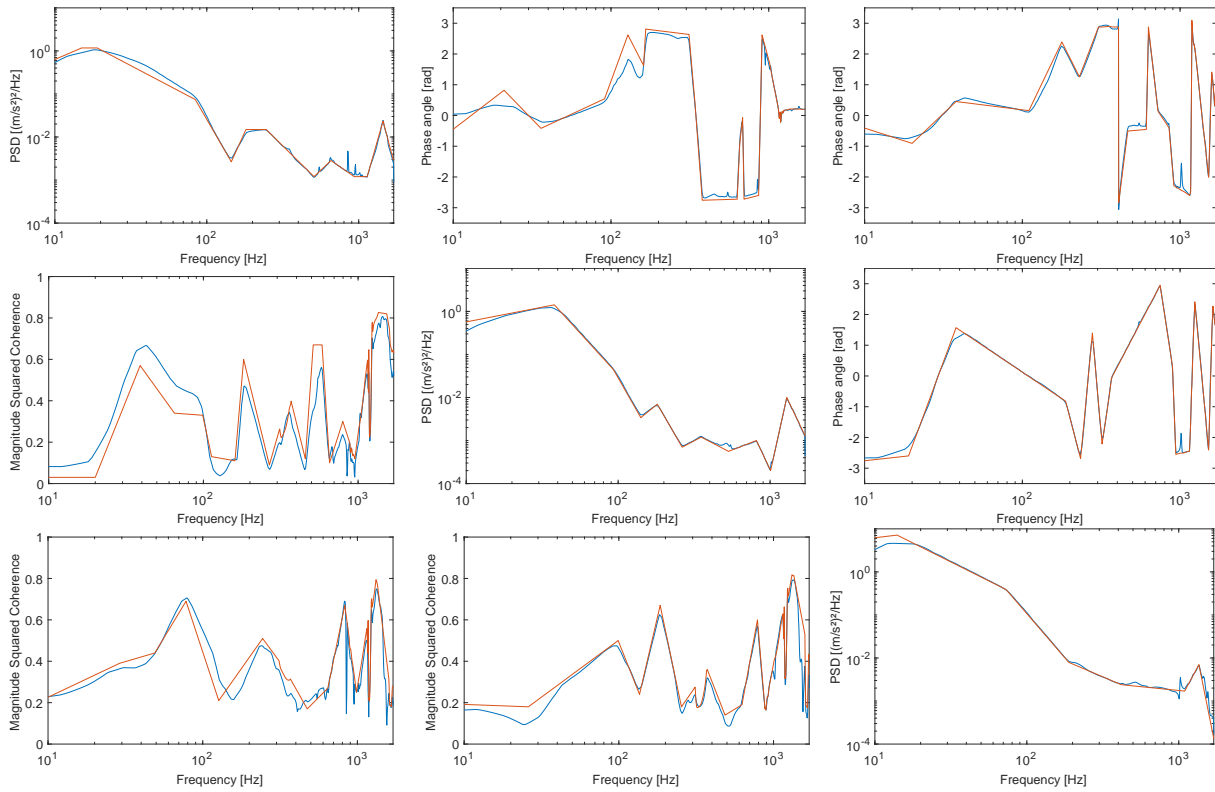 PSD [(m/s²)²/Hz]
10⁰
10⁻²
10⁻⁴
10¹ 10² 10³
Frequency [Hz]
Phase angle [rad]
3
2
1
0
-1
-2
-3
10¹ 10² 10³
Frequency [Hz]
Phase angle [rad]
3
2
1
0
-1
-2
-3
10¹ 10² 10³
Frequency [Hz]
Magnitude Squared Coherence
1
0.8
0.6
0.4
0.2
0
10¹ 10² 10³
Frequency [Hz]
PSD [(m/s²)²/Hz]
10⁰
10⁻²
10⁻⁴
10¹ 10² 10³
Frequency [Hz]
Phase angle [rad]
3
2
1
0
-1
-2
-3
10¹ 10² 10³
Frequency [Hz]
Magnitude Squared Coherence
1
0.8
0.6
0.4
0.2
0
10¹ 10² 10³
Frequency [Hz]
Magnitude Squared Coherence
1
0.8
0.6
0.4
0.2
0
10¹ 10² 10³
Frequency [Hz]
PSD [(m/s²)²/Hz]
10⁰
10⁻²
10⁻⁴
10¹ 10² 10³
Frequency [Hz]